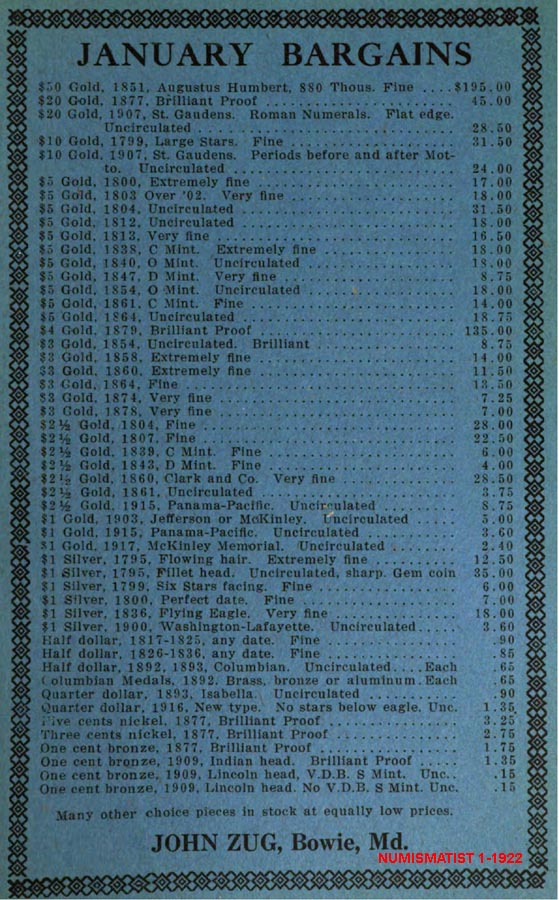 JANUARY BARGAINS
$50 Gold, 1851, Augustus Humbert, 880 Thous. Fine ....$195.00
$20 Gold, 1877, Brilliant Proof .......................... 45.00
$20 Gold, 1907, St. Gaudens. Roman Numerals. Flat edge.
Uncirculated .................................... 28.50
$10 Gold, 1799, Large Stars. Fine ....................... 31.50
$10 Gold, 1907, St. Gaudens. Periods before and after Mot-
to. Uncirculated ................................ 24.00
$5 Gold, 1800, Extremely fine ........................... 17.00
$5 Gold, 1803 Over '02. Very fine ....................... 18.00
$5 Gold, 1804, Uncirculated ............................. 31.50
$5 Gold, 1812, Uncirculated ............................. 18.00
$5 Gold, 1813, Very fine ................................ 16.50
$5 Gold, 1838, C Mint. Extremely fine ................... 18.00
$5 Gold, 1840, O Mint. Uncirculated ..................... 18.00
$5 Gold, 1847, D Mint. Very fine ........................ 8.75
$5 Gold, 1854, O Mint. Uncirculated ..................... 18.00
$5 Gold, 1861, C Mint. Fine ............................. 14.00
$5 Gold, 1864, Uncirculated ............................. 18.75
$4 Gold, 1879, Brilliant Proof .......................... 135.00
$3 Gold, 1854, Uncirculated. Brilliant .................. 8.75
$3 Gold, 1858, Extremely fine ........................... 14.00
$3 Gold, 1860, Extremely fine ........................... 11.50
$3 Gold, 1864, Fine ..................................... 13.50
$3 Gold, 1874, Very fine ................................ 7.25
$3 Gold, 1878, Very fine ................................ 7.00
$2½ Gold, 1804, Fine .................................... 28.00
$2½ Gold, 1807, Fine .................................... 22.50
$2½ Gold, 1839, C Mint. Fine ............................ 6.00
$2½ Gold, 1843, D Mint. Fine ............................ 4.00
$2½ Gold, 1860, Clark and Co. Very fine ................. 28.50
$2½ Gold, 1861, Uncirculated ............................ 3.75
$2½ Gold, 1915, Panama-Pacific. Uncirculated ............ 8.75
$1 Gold, 1903, Jefferson or McKinley. Uncirculated ...... 5.00
$1 Gold, 1915, Panama-Pacific. Uncirculated ............. 3.60
$1 Gold, 1917, McKinley Memorial. Uncirculated .......... 2.40
$1 Silver, 1795, Flowing hair. Extremely fine ........... 12.50
$1 Silver, 1795, Fillet head. Uncirculated, sharp. Gem coin 35.00
$1 Silver, 1799, Six Stars facing. Fine ................. 6.00
$1 Silver, 1800, Perfect date. Fine ..................... 7.00
$1 Silver, 1836, Flying Eagle. Very fine ................ 18.00
$1 Silver, 1900, Washington-Lafayette. Uncirculated..... 3.60
Half dollar, 1817-1825, any date. Fine .................. .90
Half dollar, 1826-1836, any date. Fine .................. .85
Half dollar, 1892, 1893, Columbian. Uncirculated....Each .65
Columbian Medals, 1892. Brass, bronze or aluminum. Each .65
Quarter dollar, 1893, Isabella. Uncirculated ............ .90
Quarter dollar, 1916, New type. No stars below eagle. Unc. 1.35
Five cents nickel, 1877, Brilliant Proof ................ 3.25
Three cents nickel, 1877, Brilliant Proof ............... 2.75
One cent bronze, 1877, Brilliant Proof .................. 1.75
One cent bronze, 1909, Indian head. Brilliant Proof ..... 1.35
One cent bronze, 1909, Lincoln head, V.D.B. S Mint. Unc.. .15
One cent bronze, 1909, Lincoln head. No V.D.B. S Mint. Unc. .15
Many other choice pieces in stock at equally low prices.
JOHN ZUG, Bowie, Md.
NUMISMATIST 1-1922